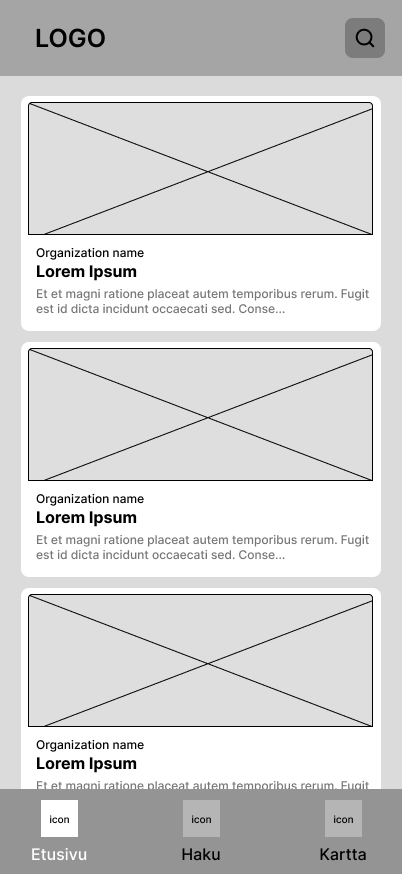 LOGO
Organization name
Lorem Ipsum
Et et magni ratione placeat autem temporibus rerum. Fugit
est id dicta incidunt occaecati sed. Conse...
Organization name
Lorem Ipsum
Et et magni ratione placeat autem temporibus rerum. Fugit
est id dicta incidunt occaecati sed. Conse...
Organization name
Lorem Ipsum
Et et magni ratione placeat autem temporibus rerum. Fugit
icon
icon
icon
Etusivu
Haku
Kartta